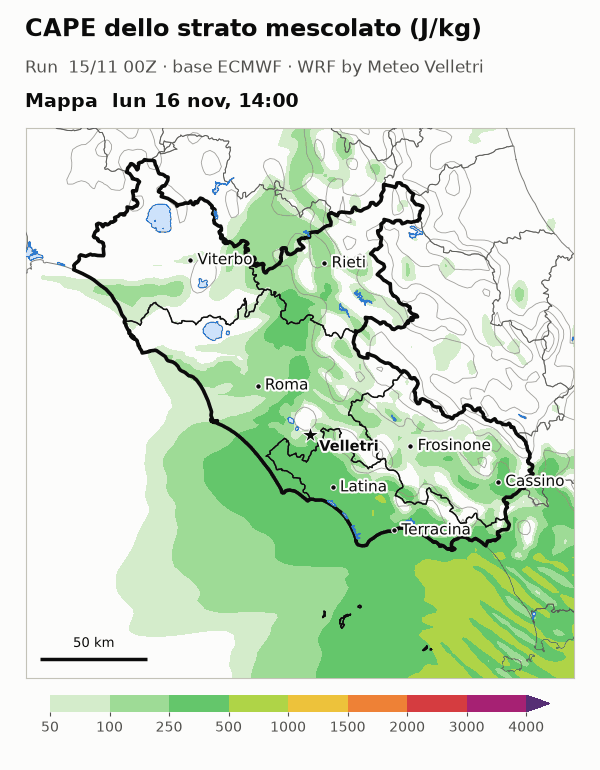 CAPE dello strato mescolato (J/kg)
Run  15/11 00Z · base ECMWF · WRF by Meteo Velletri
Mappa  lun 16 nov, 14:00
Viterbo
Rieti
Roma
Velletri
Frosinone
Cassino
Latina
Terracina
50 km
50 100 250 500 1000 1500 2000 3000 4000